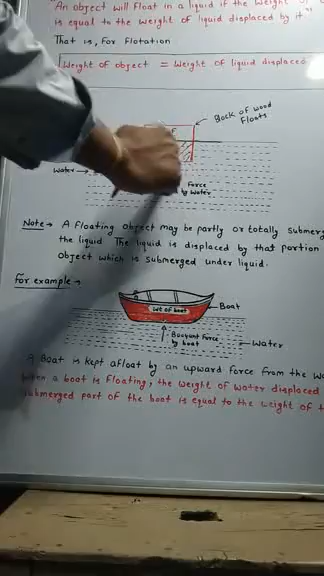 "An object will float in a liquid if the weight of
is equal to the weight of liquid displaced by it"
That is, for flotation
Weight of object = Weight of liquid displaced
Block of wood
Floats
Water
Force
by water
Note → A floating object may be partly or totally submerg
the liquid. The liquid is displaced by that portion
object which is submerged under liquid.
For example →
wt of boat
Boat
Buoyant force
by boat
Water
A Boat is kept afloat by an upward force from the wa
When a boat is floating, the weight of water displaced
submerged part of the boat is equal to the weight of t